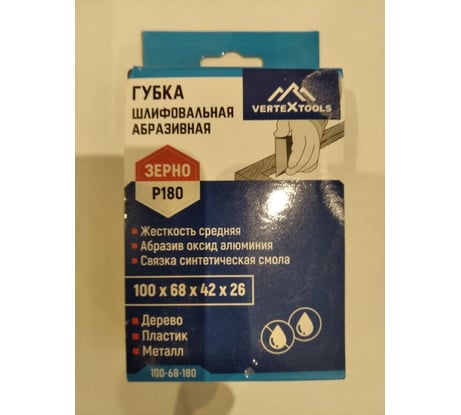 ГУБКА
ШЛИФОВАЛЬНАЯ
АБРАЗИВНАЯ
VERTEXTOOLS
ЗЕРНО
P180
Жесткость средняя
Абразив оксид алюминия
Связка синтетическая смола
100 x 68 x 42 x 26
Дерево
Пластик
Металл
100-68-180